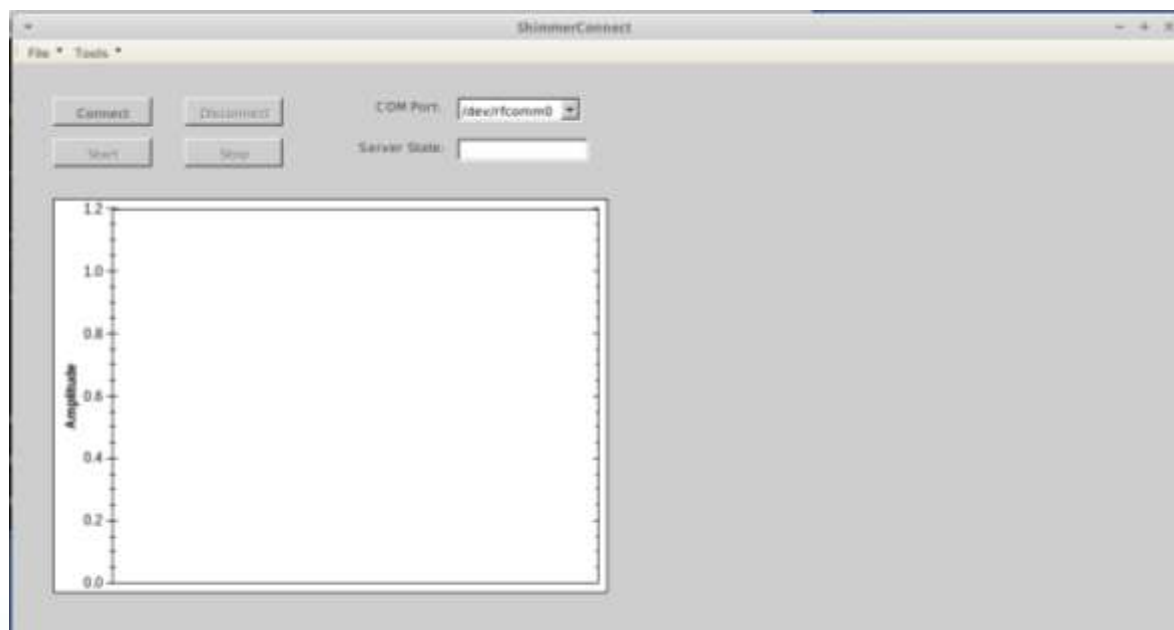 ShimmerConnect
File Tools
Connect Disconnect COM Port: /dev/rfcomm0
Start Stop Server State:
1.2
1.0
0.8
0.6
0.4
0.2
0.0
Amplitude